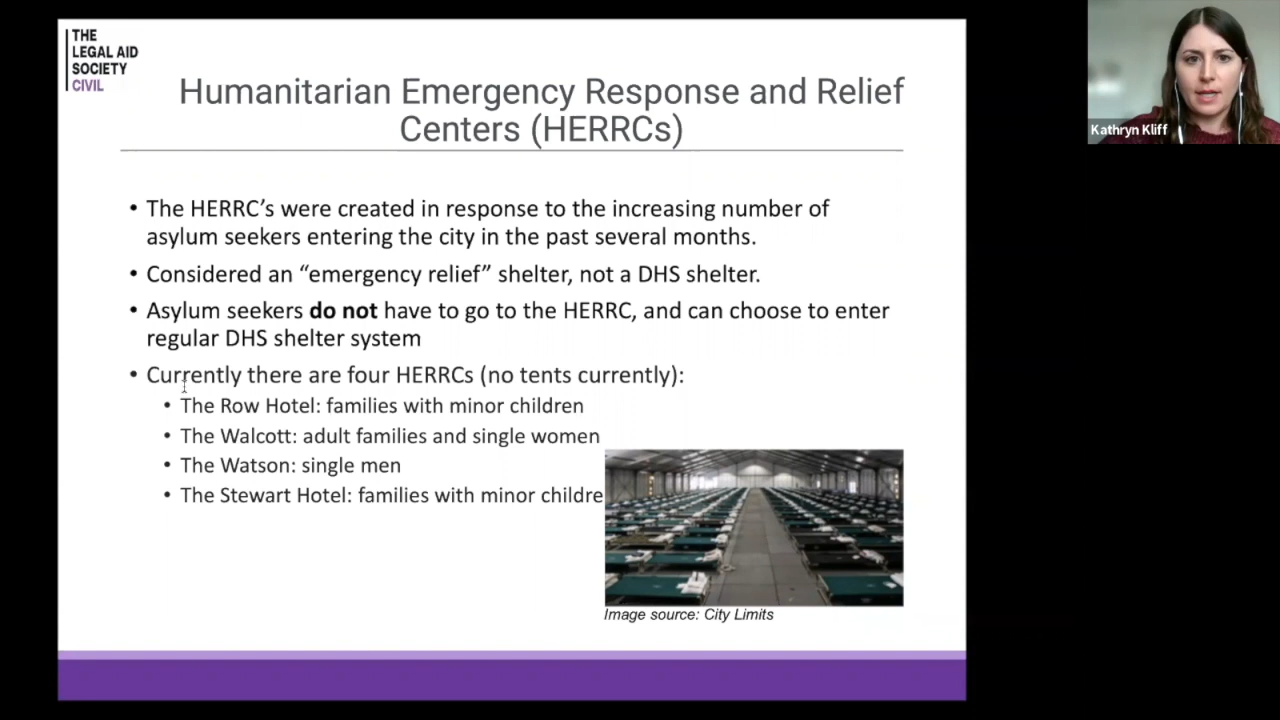 THE
LEGAL AID
SOCIETY
CIVIL
Humanitarian Emergency Response and Relief
Centers (HERRCs)
• The HERRC’s were created in response to the increasing number of
asylum seekers entering the city in the past several months.
• Considered an “emergency relief” shelter, not a DHS shelter.
• Asylum seekers do not have to go to the HERRC, and can choose to enter
regular DHS shelter system
• Currently there are four HERRCs (no tents currently):
• The Row Hotel: families with minor children
• The Walcott: adult families and single women
• The Watson: single men
• The Stewart Hotel: families with minor childre
Image source: City Limits
Kathryn Kliff